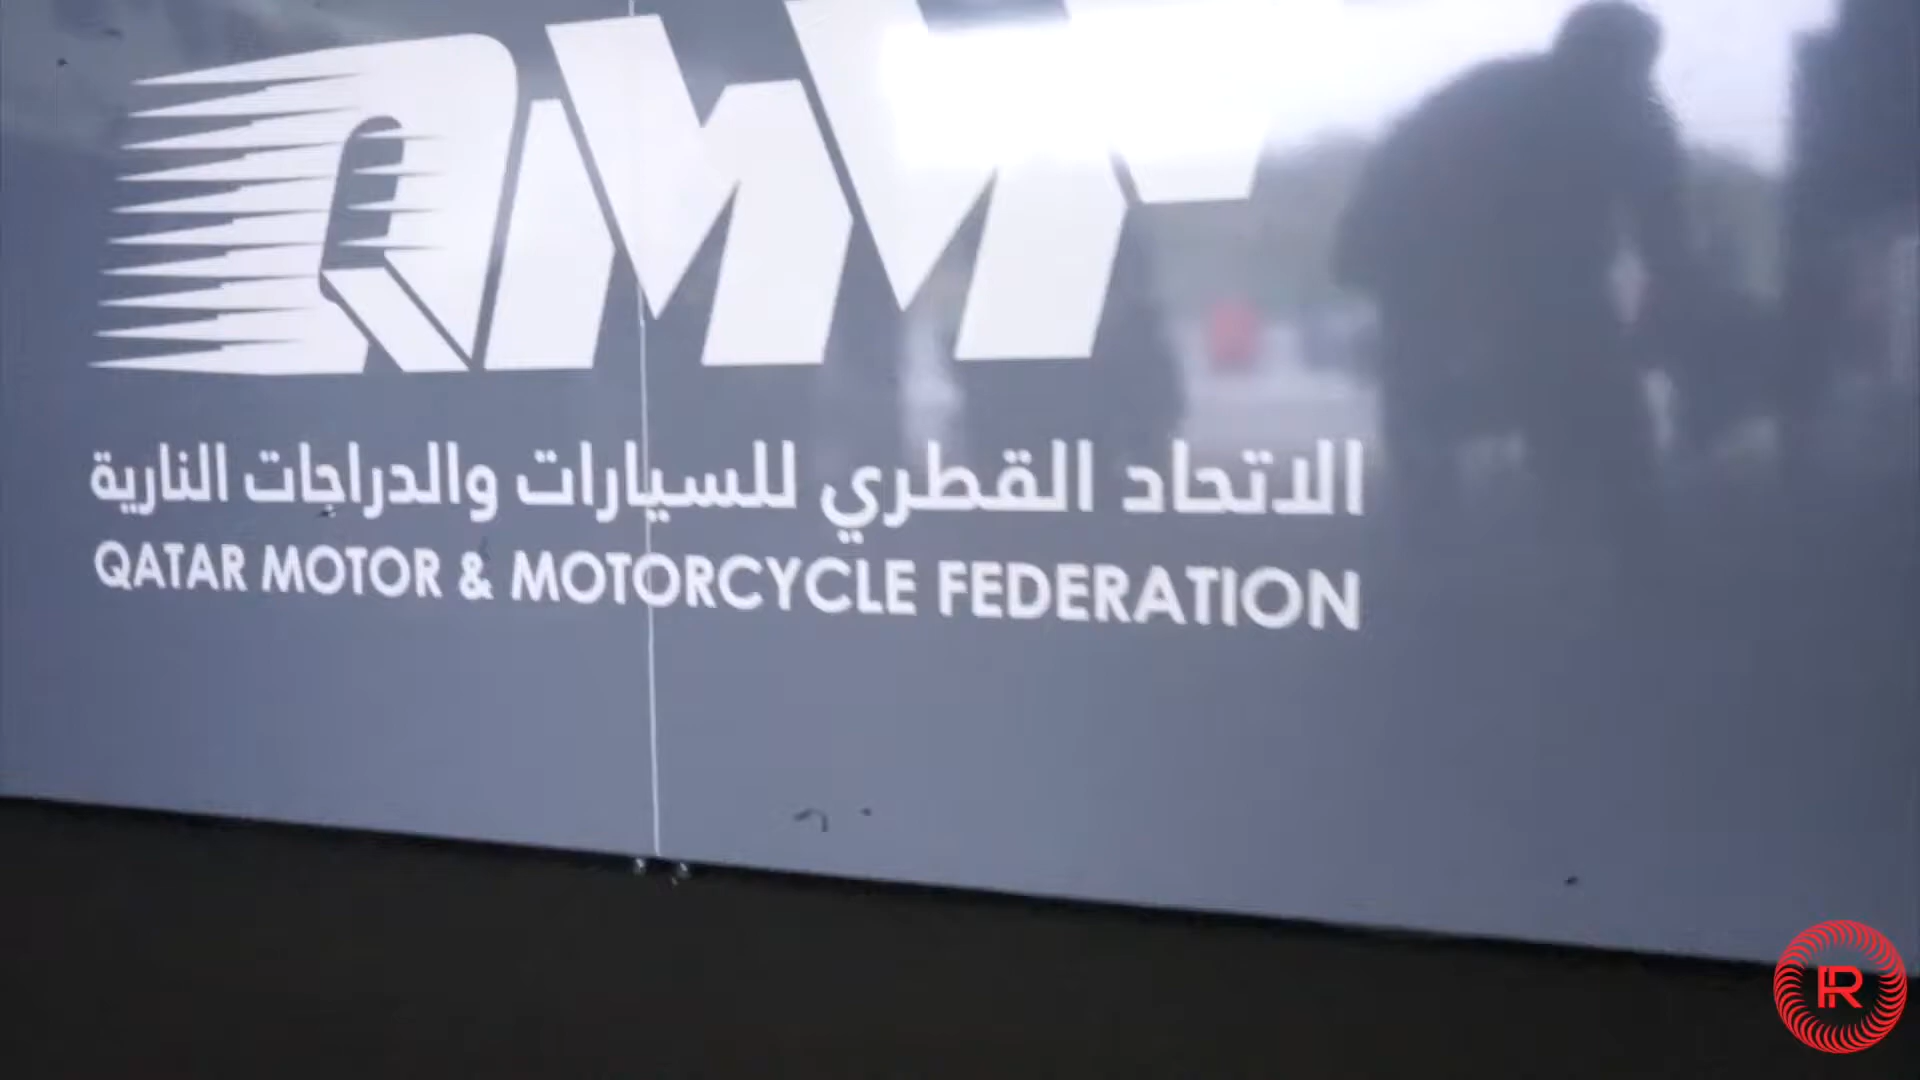 QMMF
الاتحاد القطري للسيارات والدراجات النارية
QATAR MOTOR & MOTORCYCLE FEDERATION
R